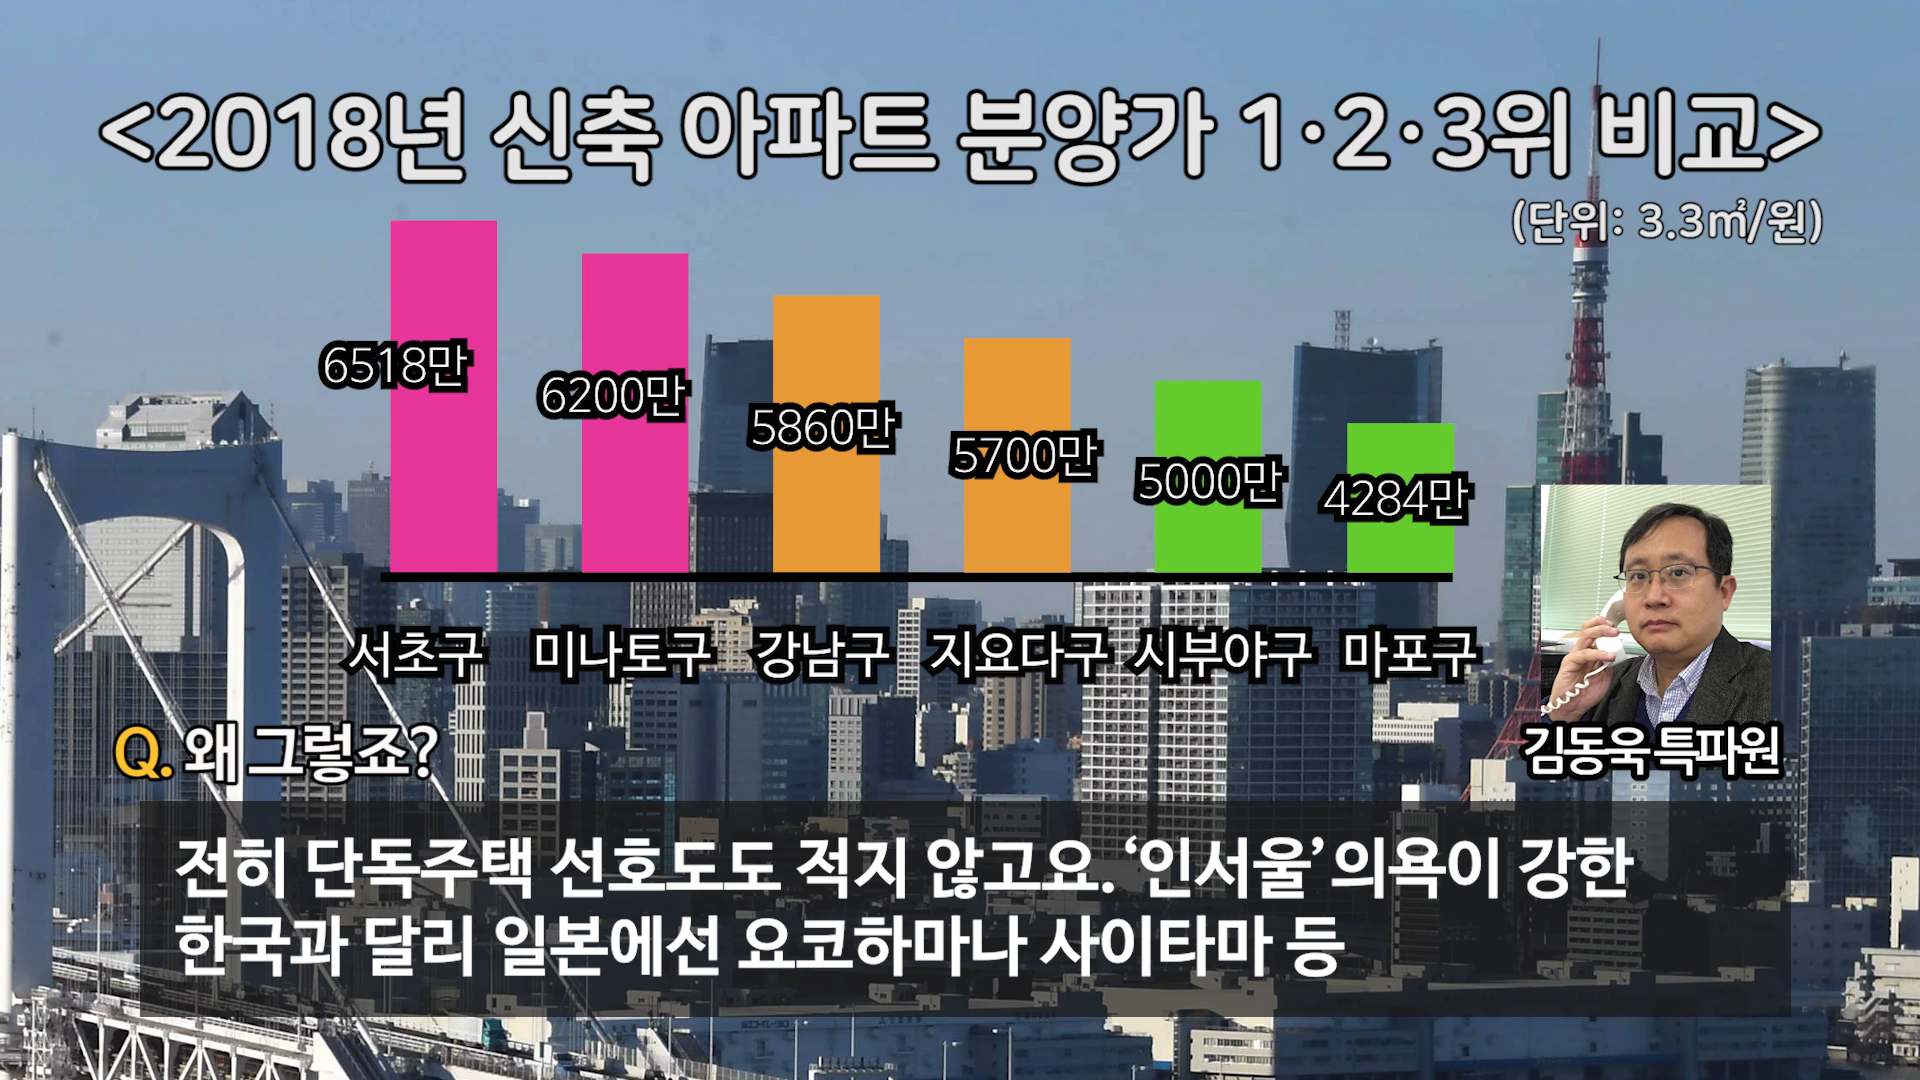 <2018년 신축 아파트 분양가 1·2·3위 비교>
(단위: 3.3㎡/원)
6518만
6200만
5860만
5700만
5000만
4284만
서초구 미나토구 강남구 지요다구 시부야구 마포구
김동욱 특파원
Q. 왜 그렇죠?
전히 단독주택 선호도도 적지 않고요. ‘인서울’ 의욕이 강한
한국과 달리 일본에선 요코하마나 사이타마 등